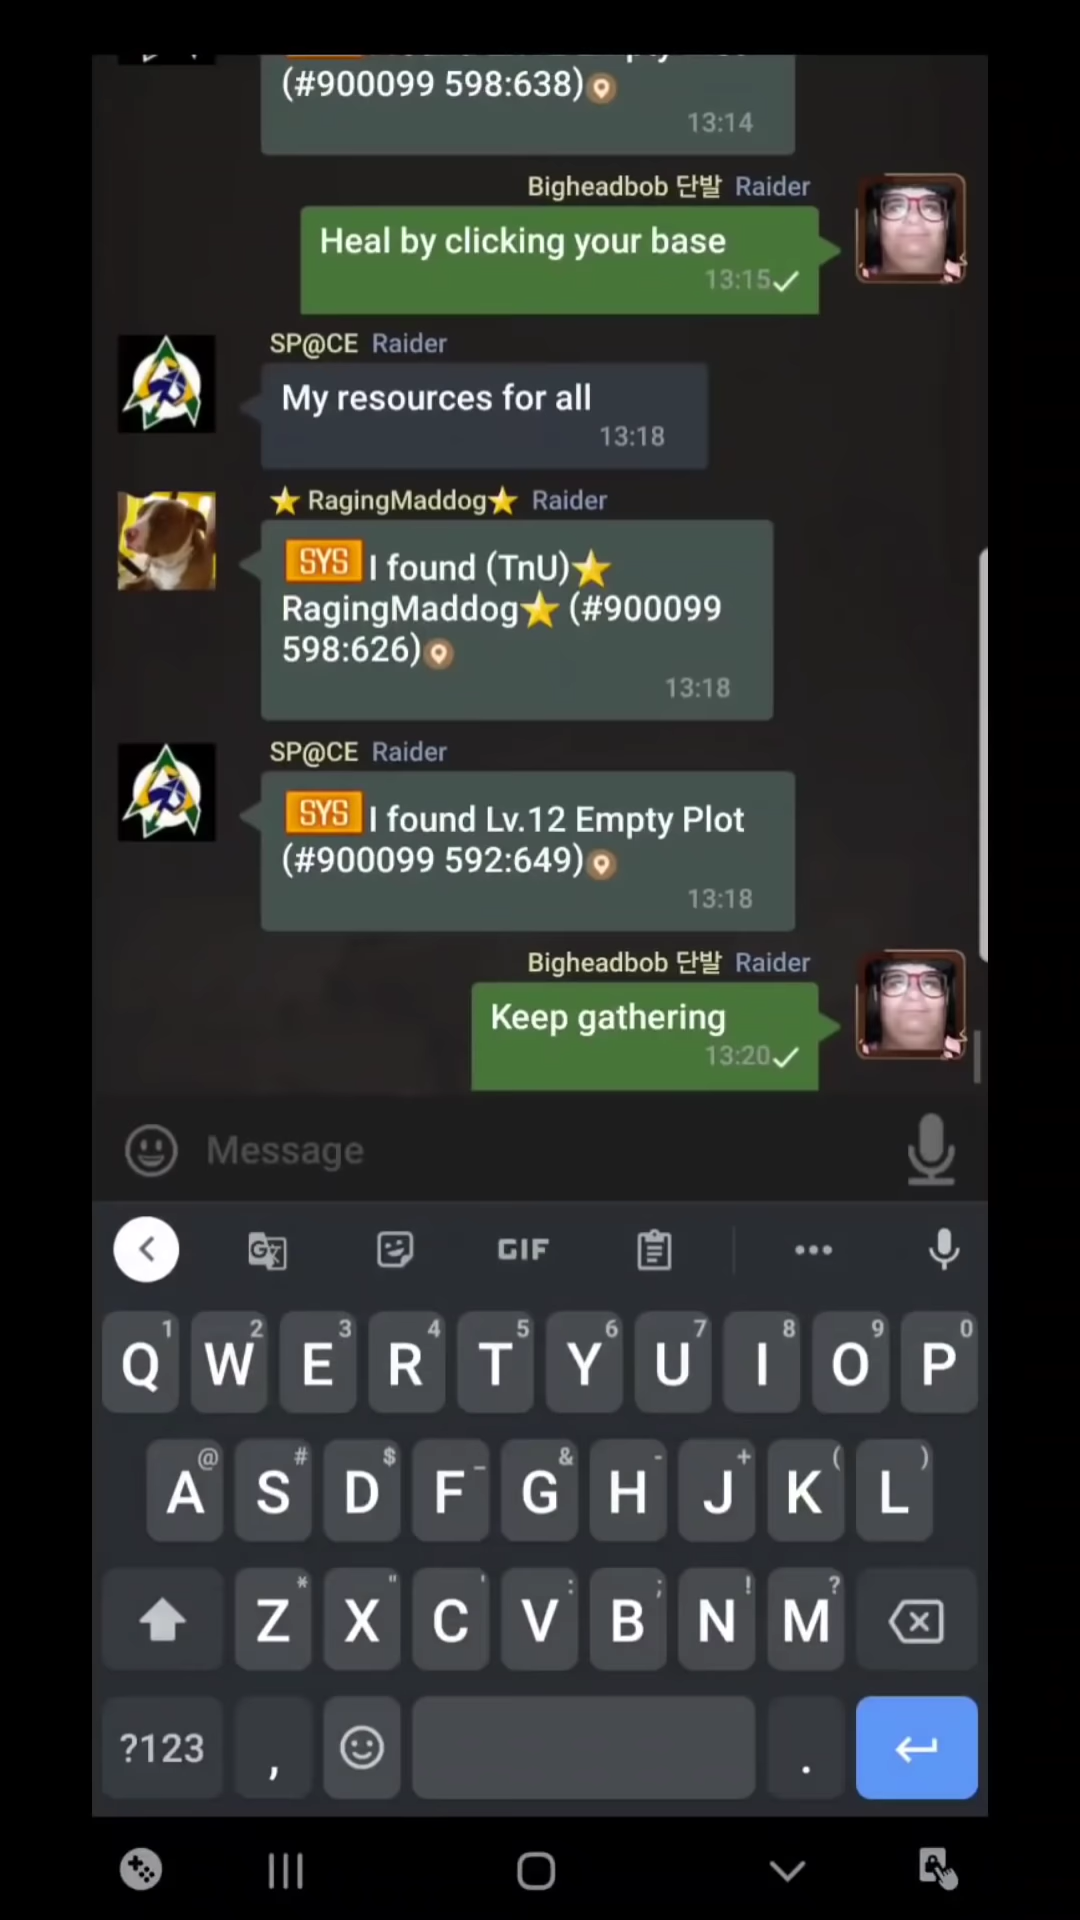 (#900099 598:638)
13:14
Bigheadbob 단발 Raider
Heal by clicking your base
13:15
SP@CE Raider
My resources for all
13:18
⭐ RagingMaddog⭐ Raider
SYS I found (TnU)⭐
RagingMaddog⭐ (#900099
598:626)
13:18
SP@CE Raider
SYS I found Lv.12 Empty Plot
(#900099 592:649)
13:18
Bigheadbob 단발 Raider
Keep gathering
13:20
Message
GIF
1 2 3 4 5 6 7 8 9 0
Q W E R T Y U I O P
@ # $ _ & - + ( )
A S D F G H J K L
* " ' : ; ! ?
Z X C V B N M
?123 , .